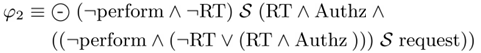 φ₂ ≡ ⊝ (¬perform ∧ ¬RT) 𝒮 (RT ∧ Authz ∧
((¬perform ∧ (¬RT ∨ (RT ∧ Authz ))) 𝒮 request))